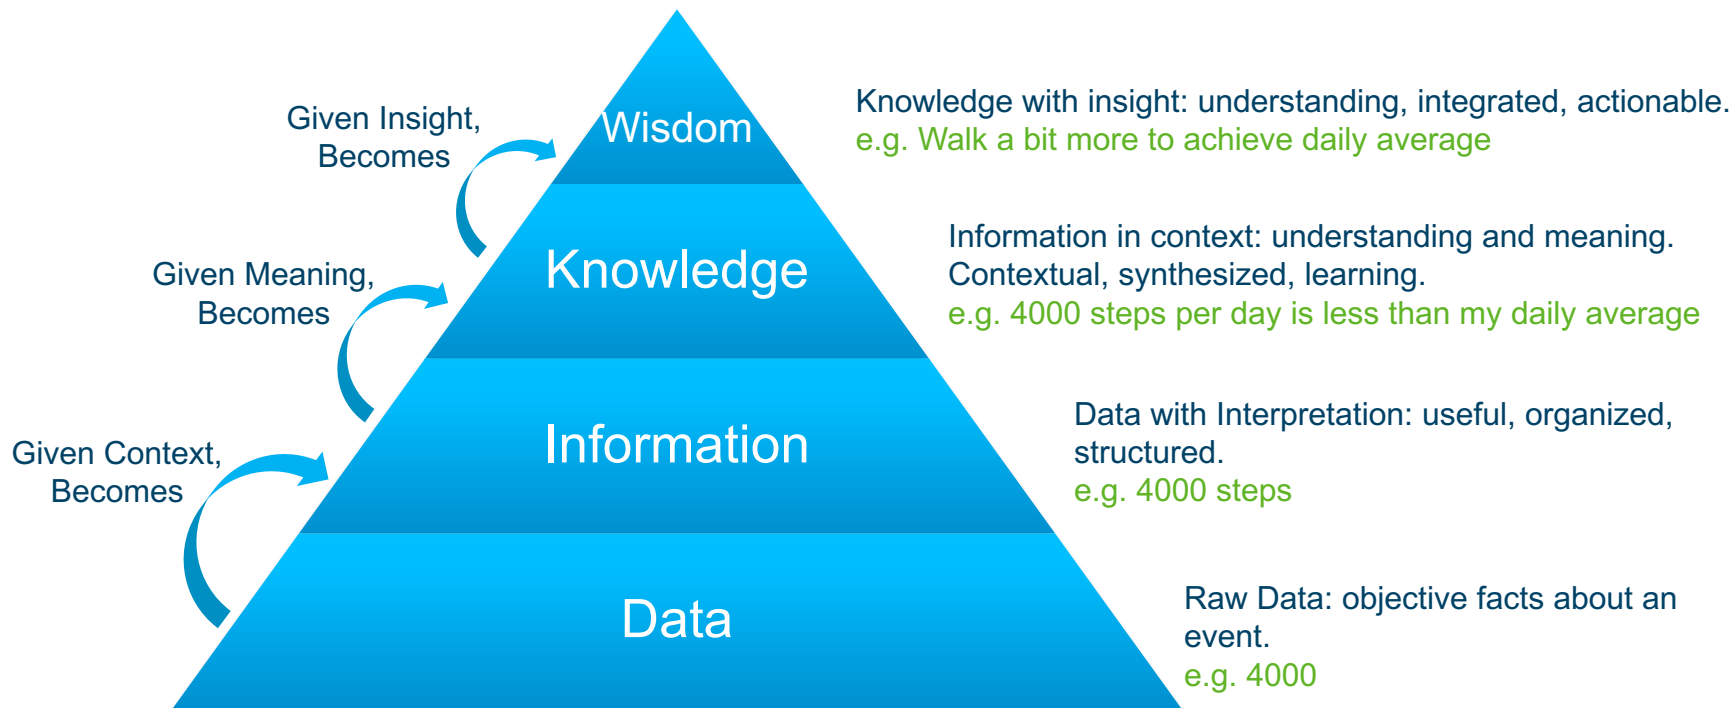 Given Insight,
Becomes
Wisdom
Knowledge with insight: understanding, integrated, actionable.
e.g. Walk a bit more to achieve daily average
Given Meaning,
Becomes
Knowledge
Information in context: understanding and meaning.
Contextual, synthesized, learning.
e.g. 4000 steps per day is less than my daily average
Given Context,
Becomes
Information
Data with Interpretation: useful, organized,
structured.
e.g. 4000 steps
Data
Raw Data: objective facts about an
event.
e.g. 4000